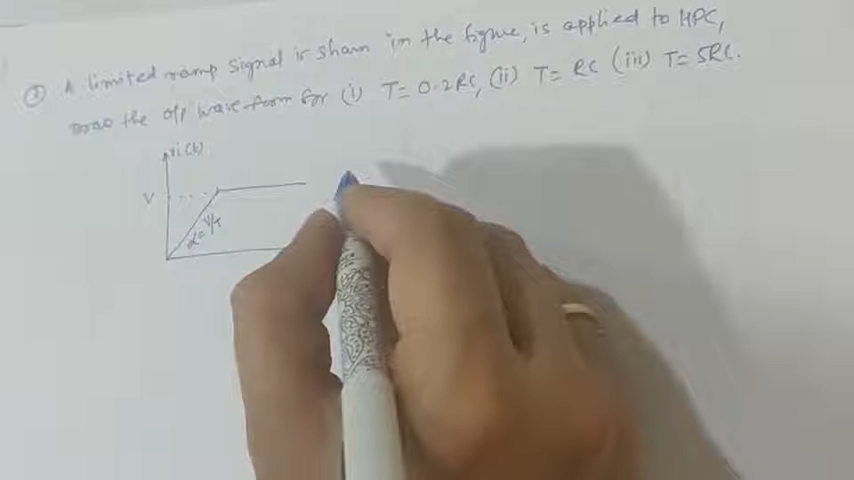 ② A limited ramp signal is shown in the figure, is applied to HPC,
Draw the o/p wave-form for (i) T = 0.2RC, (ii) T = RC (iii) T = 5RC.
vi(t)
V
α = V/T